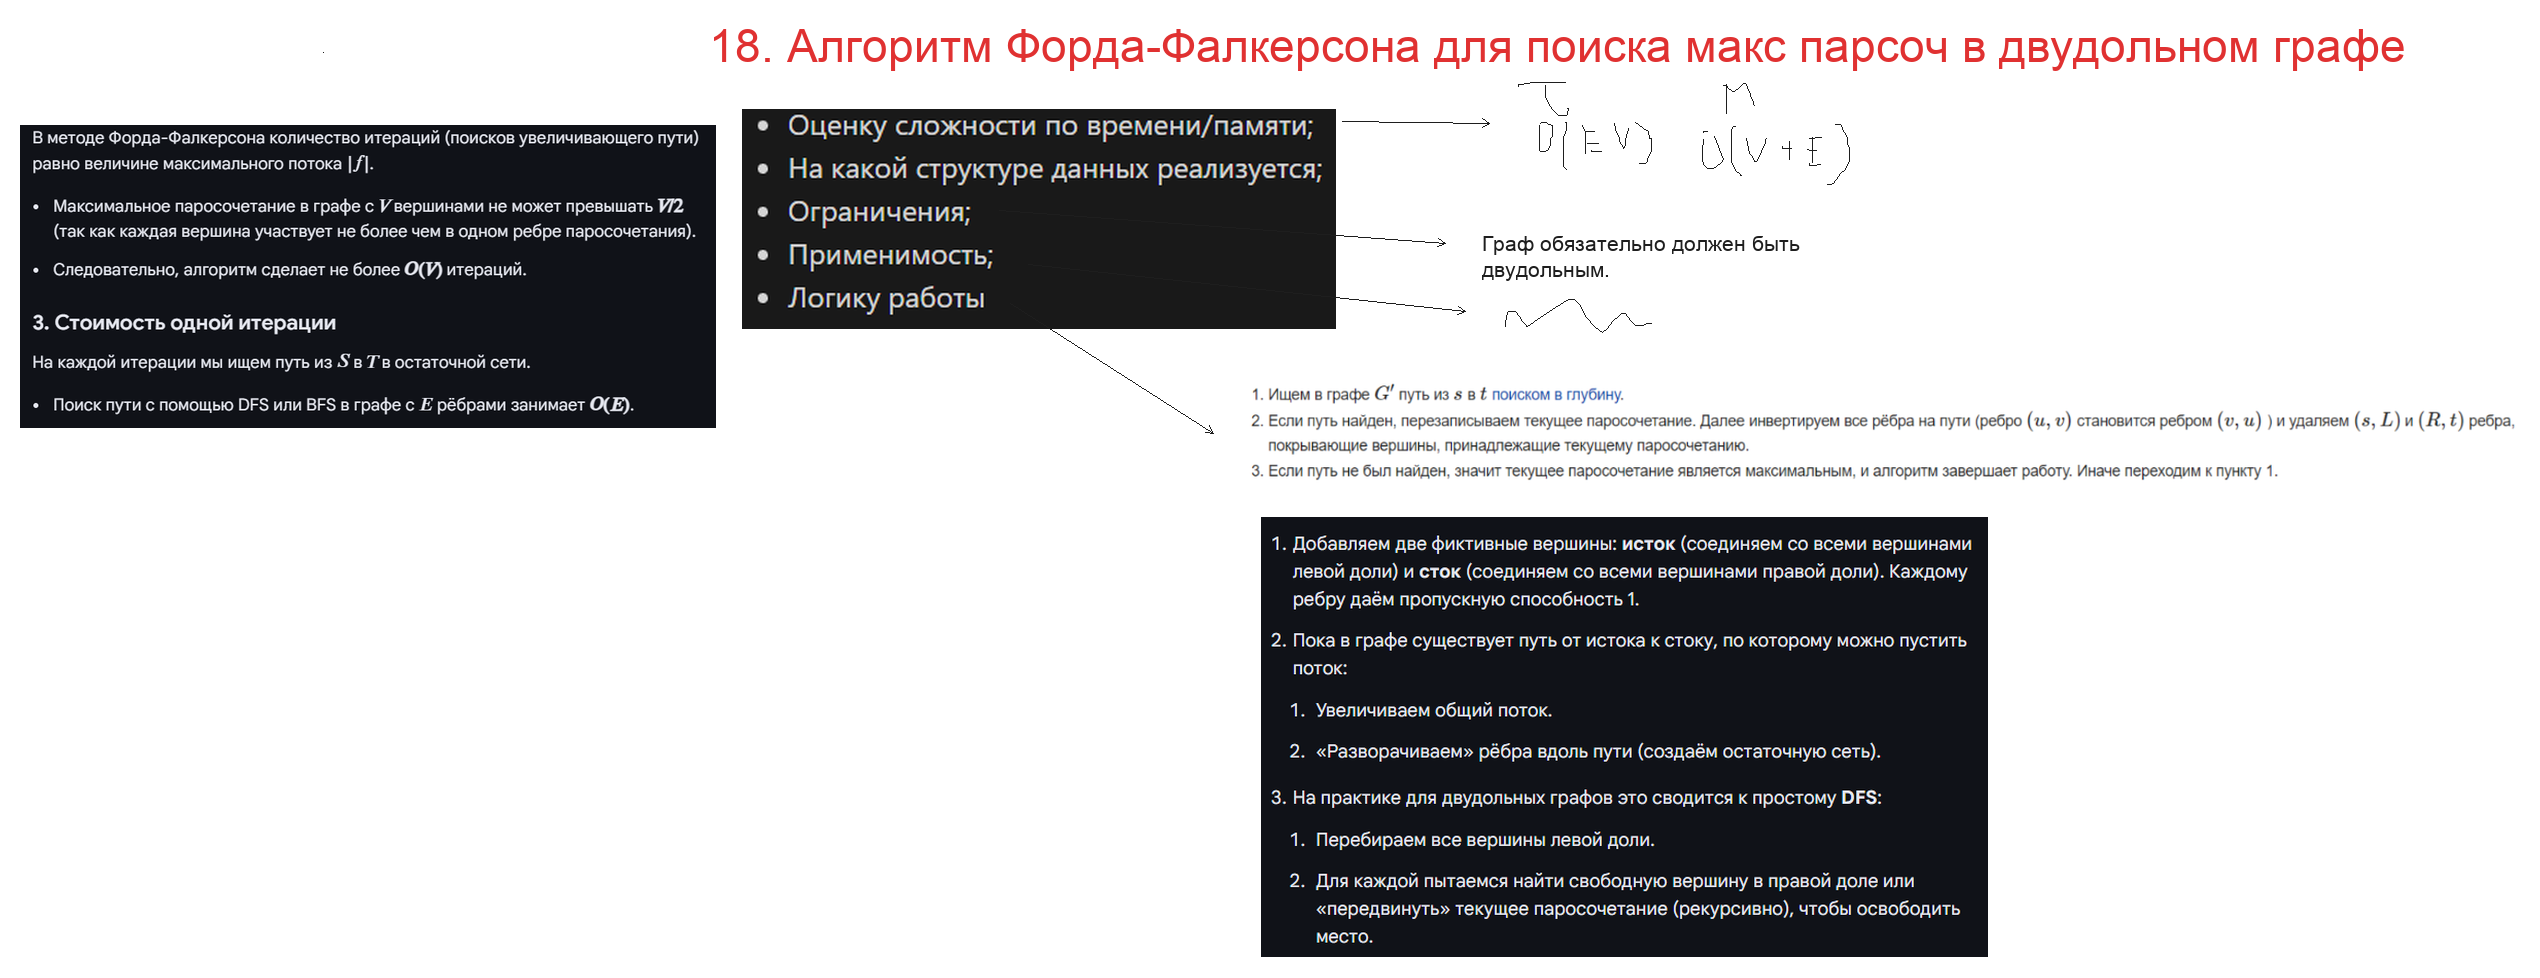 18. Алгоритм Форда-Фалкерсона для поиска макс парсоч в двудольном графе
В методе Форда-Фалкерсона количество итераций (поисков увеличивающего пути)
равно величине максимального потока |f|.
• Максимальное паросочетание в графе с V вершинами не может превышать V/2
(так как каждая вершина участвует не более чем в одном ребре паросочетания).
• Следовательно, алгоритм сделает не более O(V) итераций.
3. Стоимость одной итерации
На каждой итерации мы ищем путь из S в T в остаточной сети.
• Поиск пути с помощью DFS или BFS в графе с E рёбрами занимает O(E).
• Оценку сложности по времени/памяти;
• На какой структуре данных реализуется;
• Ограничения;
• Применимость;
• Логику работы
M
O(EV)
O(V+E)
Граф обязательно должен быть
двудольным.
1. Ищем в графе G′ путь из s в t поиском в глубину.
2. Если путь найден, перезаписываем текущее паросочетание. Далее инвертируем все рёбра на пути (ребро (u, v) становится ребром (v, u) ) и удаляем (s, L) и (R, t) ребра,
покрывающие вершины, принадлежащие текущему паросочетанию.
3. Если путь не был найден, значит текущее паросочетание является максимальным, и алгоритм завершает работу. Иначе переходим к пункту 1.
1. Добавляем две фиктивные вершины: исток (соединяем со всеми вершинами
левой доли) и сток (соединяем со всеми вершинами правой доли). Каждому
ребру даём пропускную способность 1.
2. Пока в графе существует путь от истока к стоку, по которому можно пустить
поток:
1. Увеличиваем общий поток.
2. «Разворачиваем» рёбра вдоль пути (создаём остаточную сеть).
3. На практике для двудольных графов это сводится к простому DFS:
1. Перебираем все вершины левой доли.
2. Для каждой пытаемся найти свободную вершину в правой доле или
«передвинуть» текущее паросочетание (рекурсивно), чтобы освободить
место.